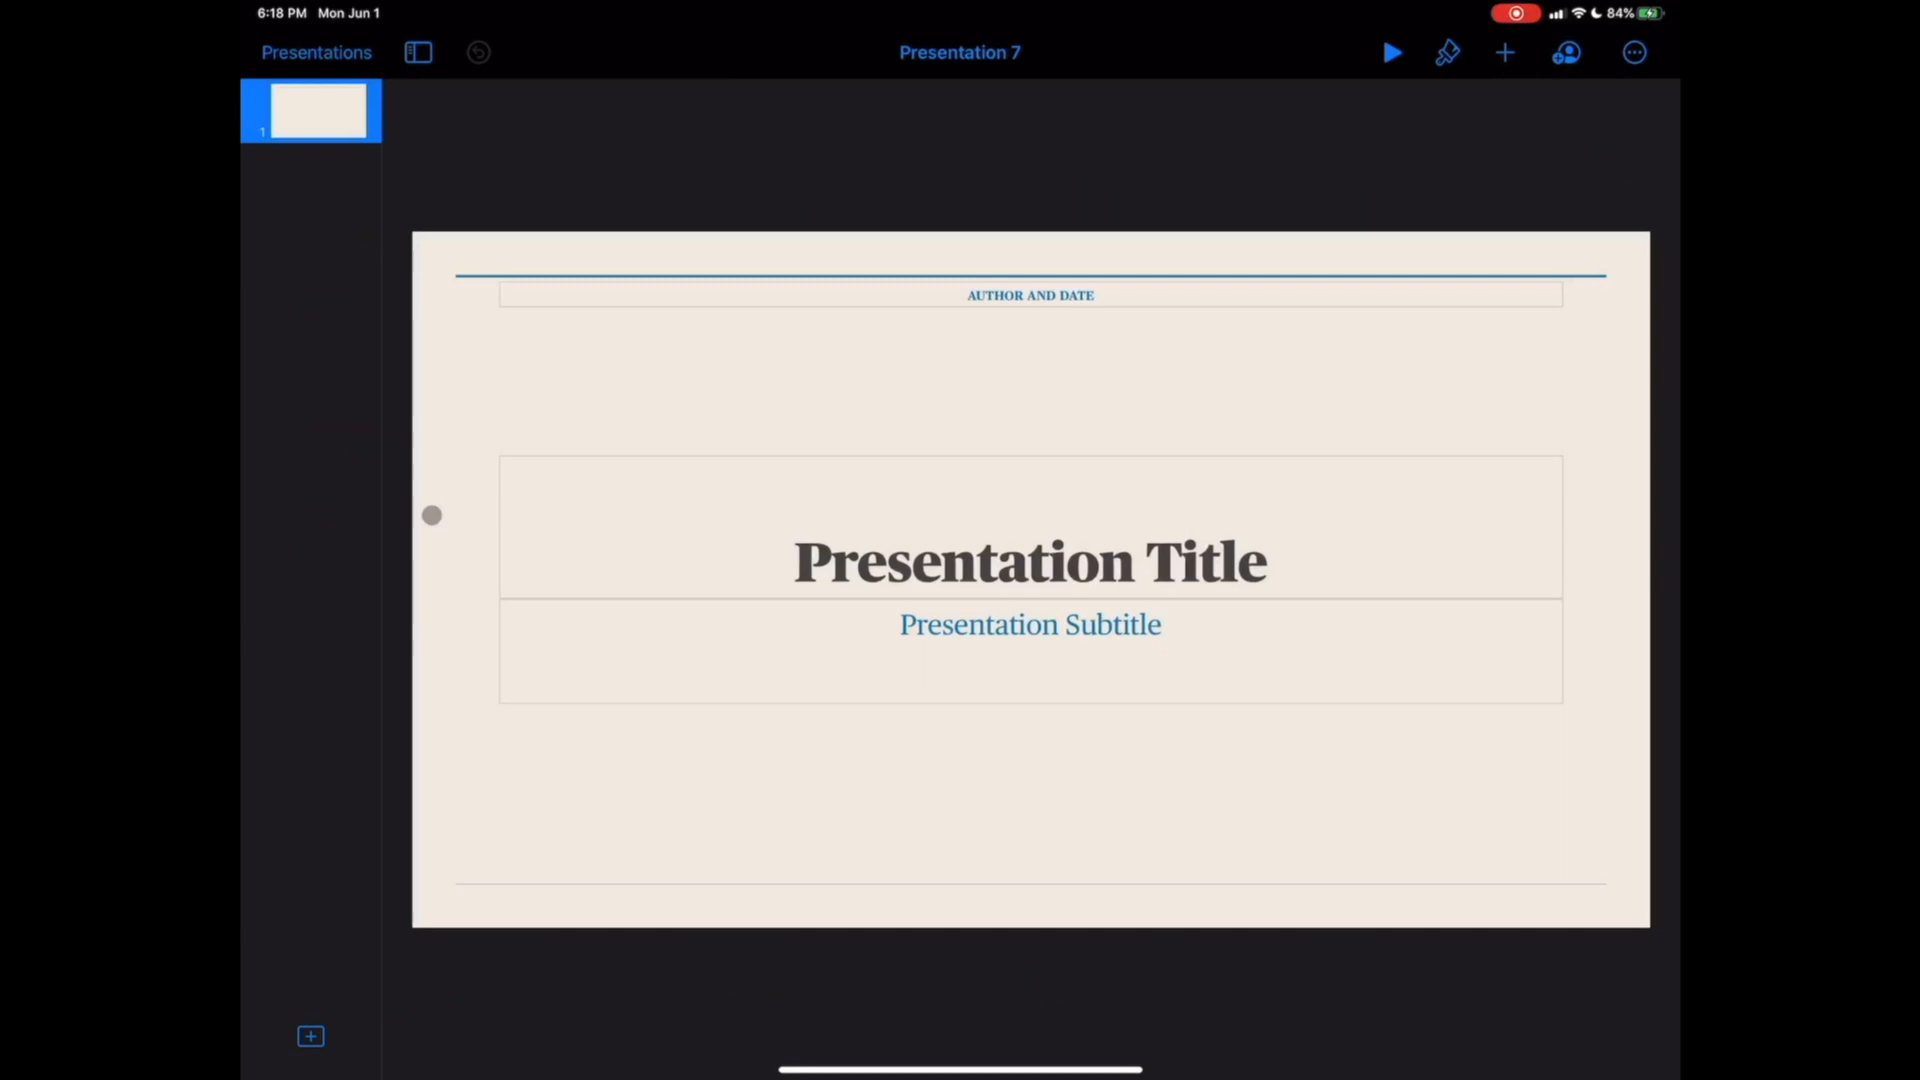 6:18 PM Mon Jun 1
84%
Presentations
Presentation 7
1
AUTHOR AND DATE
Presentation Title
Presentation Subtitle